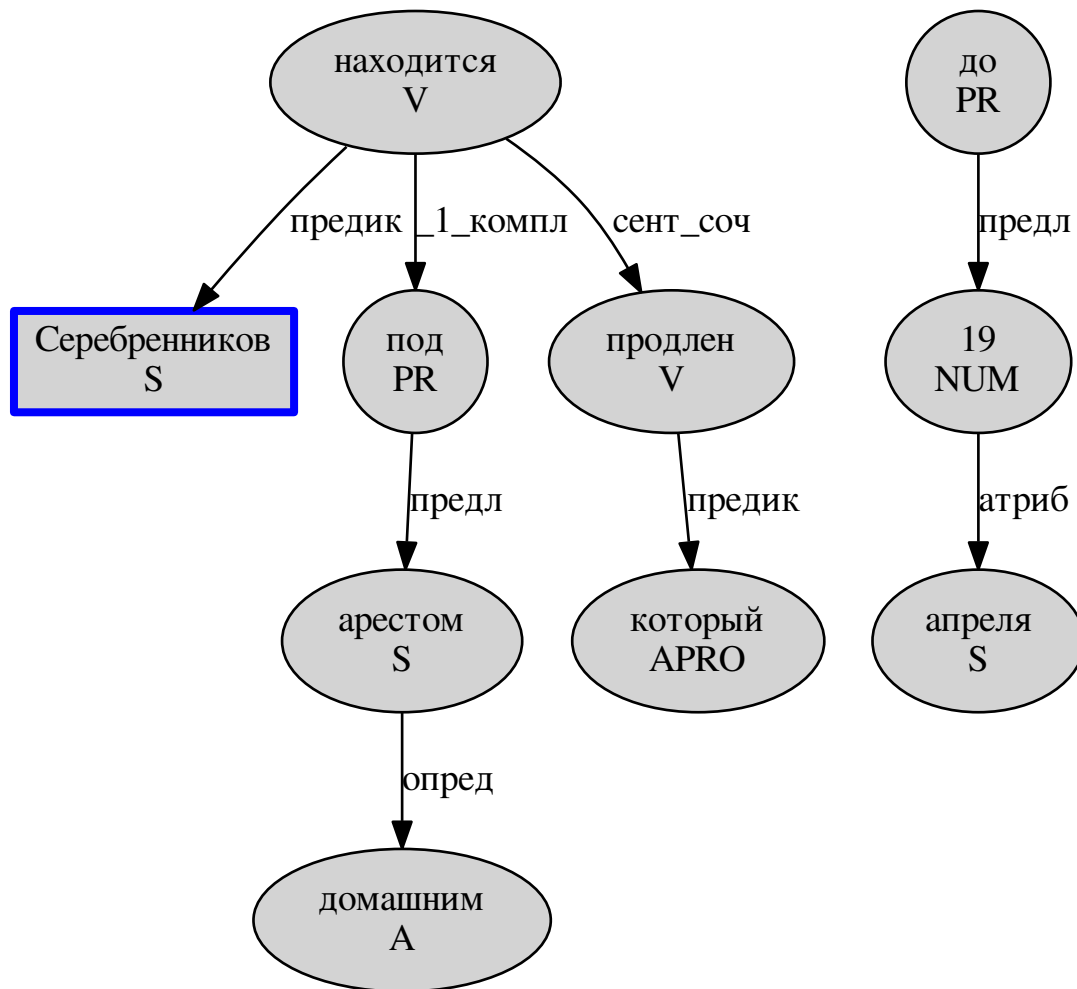 находится
V
до
PR
предик
_1_компл
сент_соч
предл
Серебренников
S
под
PR
продлен
V
19
NUM
предл
предик
атриб
арестом
S
который
APRO
апреля
S
опред
домашним
A